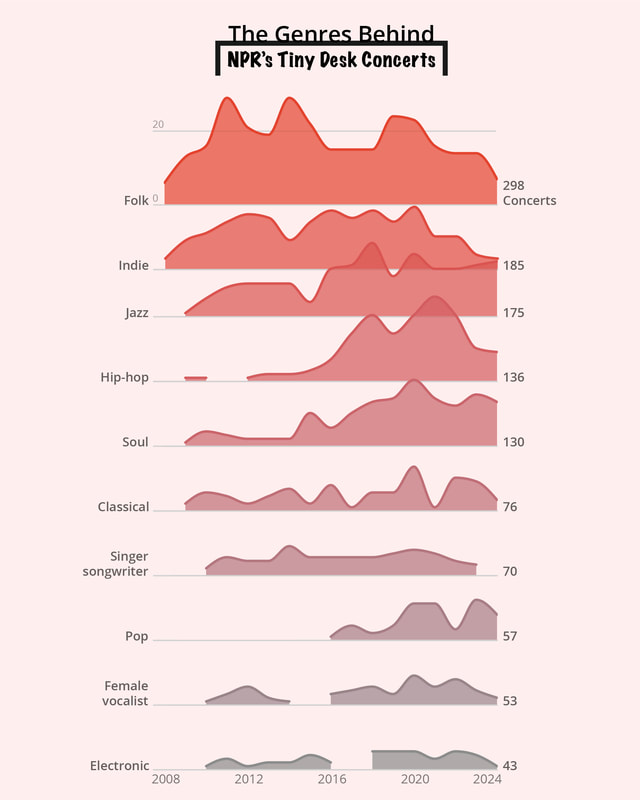 The Genres Behind
NPR's Tiny Desk Concerts
20
0
Folk
298
Concerts
Indie
185
Jazz
175
Hip-hop
136
Soul
130
Classical
76
Singer
songwriter
70
Pop
57
Female
vocalist
53
Electronic
43
2008 2012 2016 2020 2024